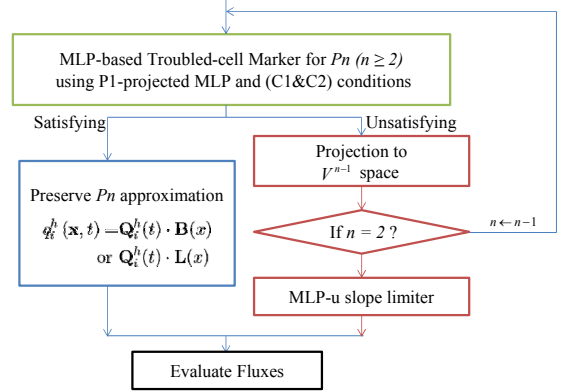 MLP-based Troubled-cell Marker for Pn (n ≥ 2)
using P1-projected MLP and (C1&C2) conditions
Satisfying
Unsatisfying
Projection to
V^{n-1} space
Preserve Pn approximation
q_i^h (x, t) = Q_i^h(t) · B(x)
or Q_i^h(t) · L(x)
If n = 2 ?
n ← n−1
MLP-u slope limiter
Evaluate Fluxes